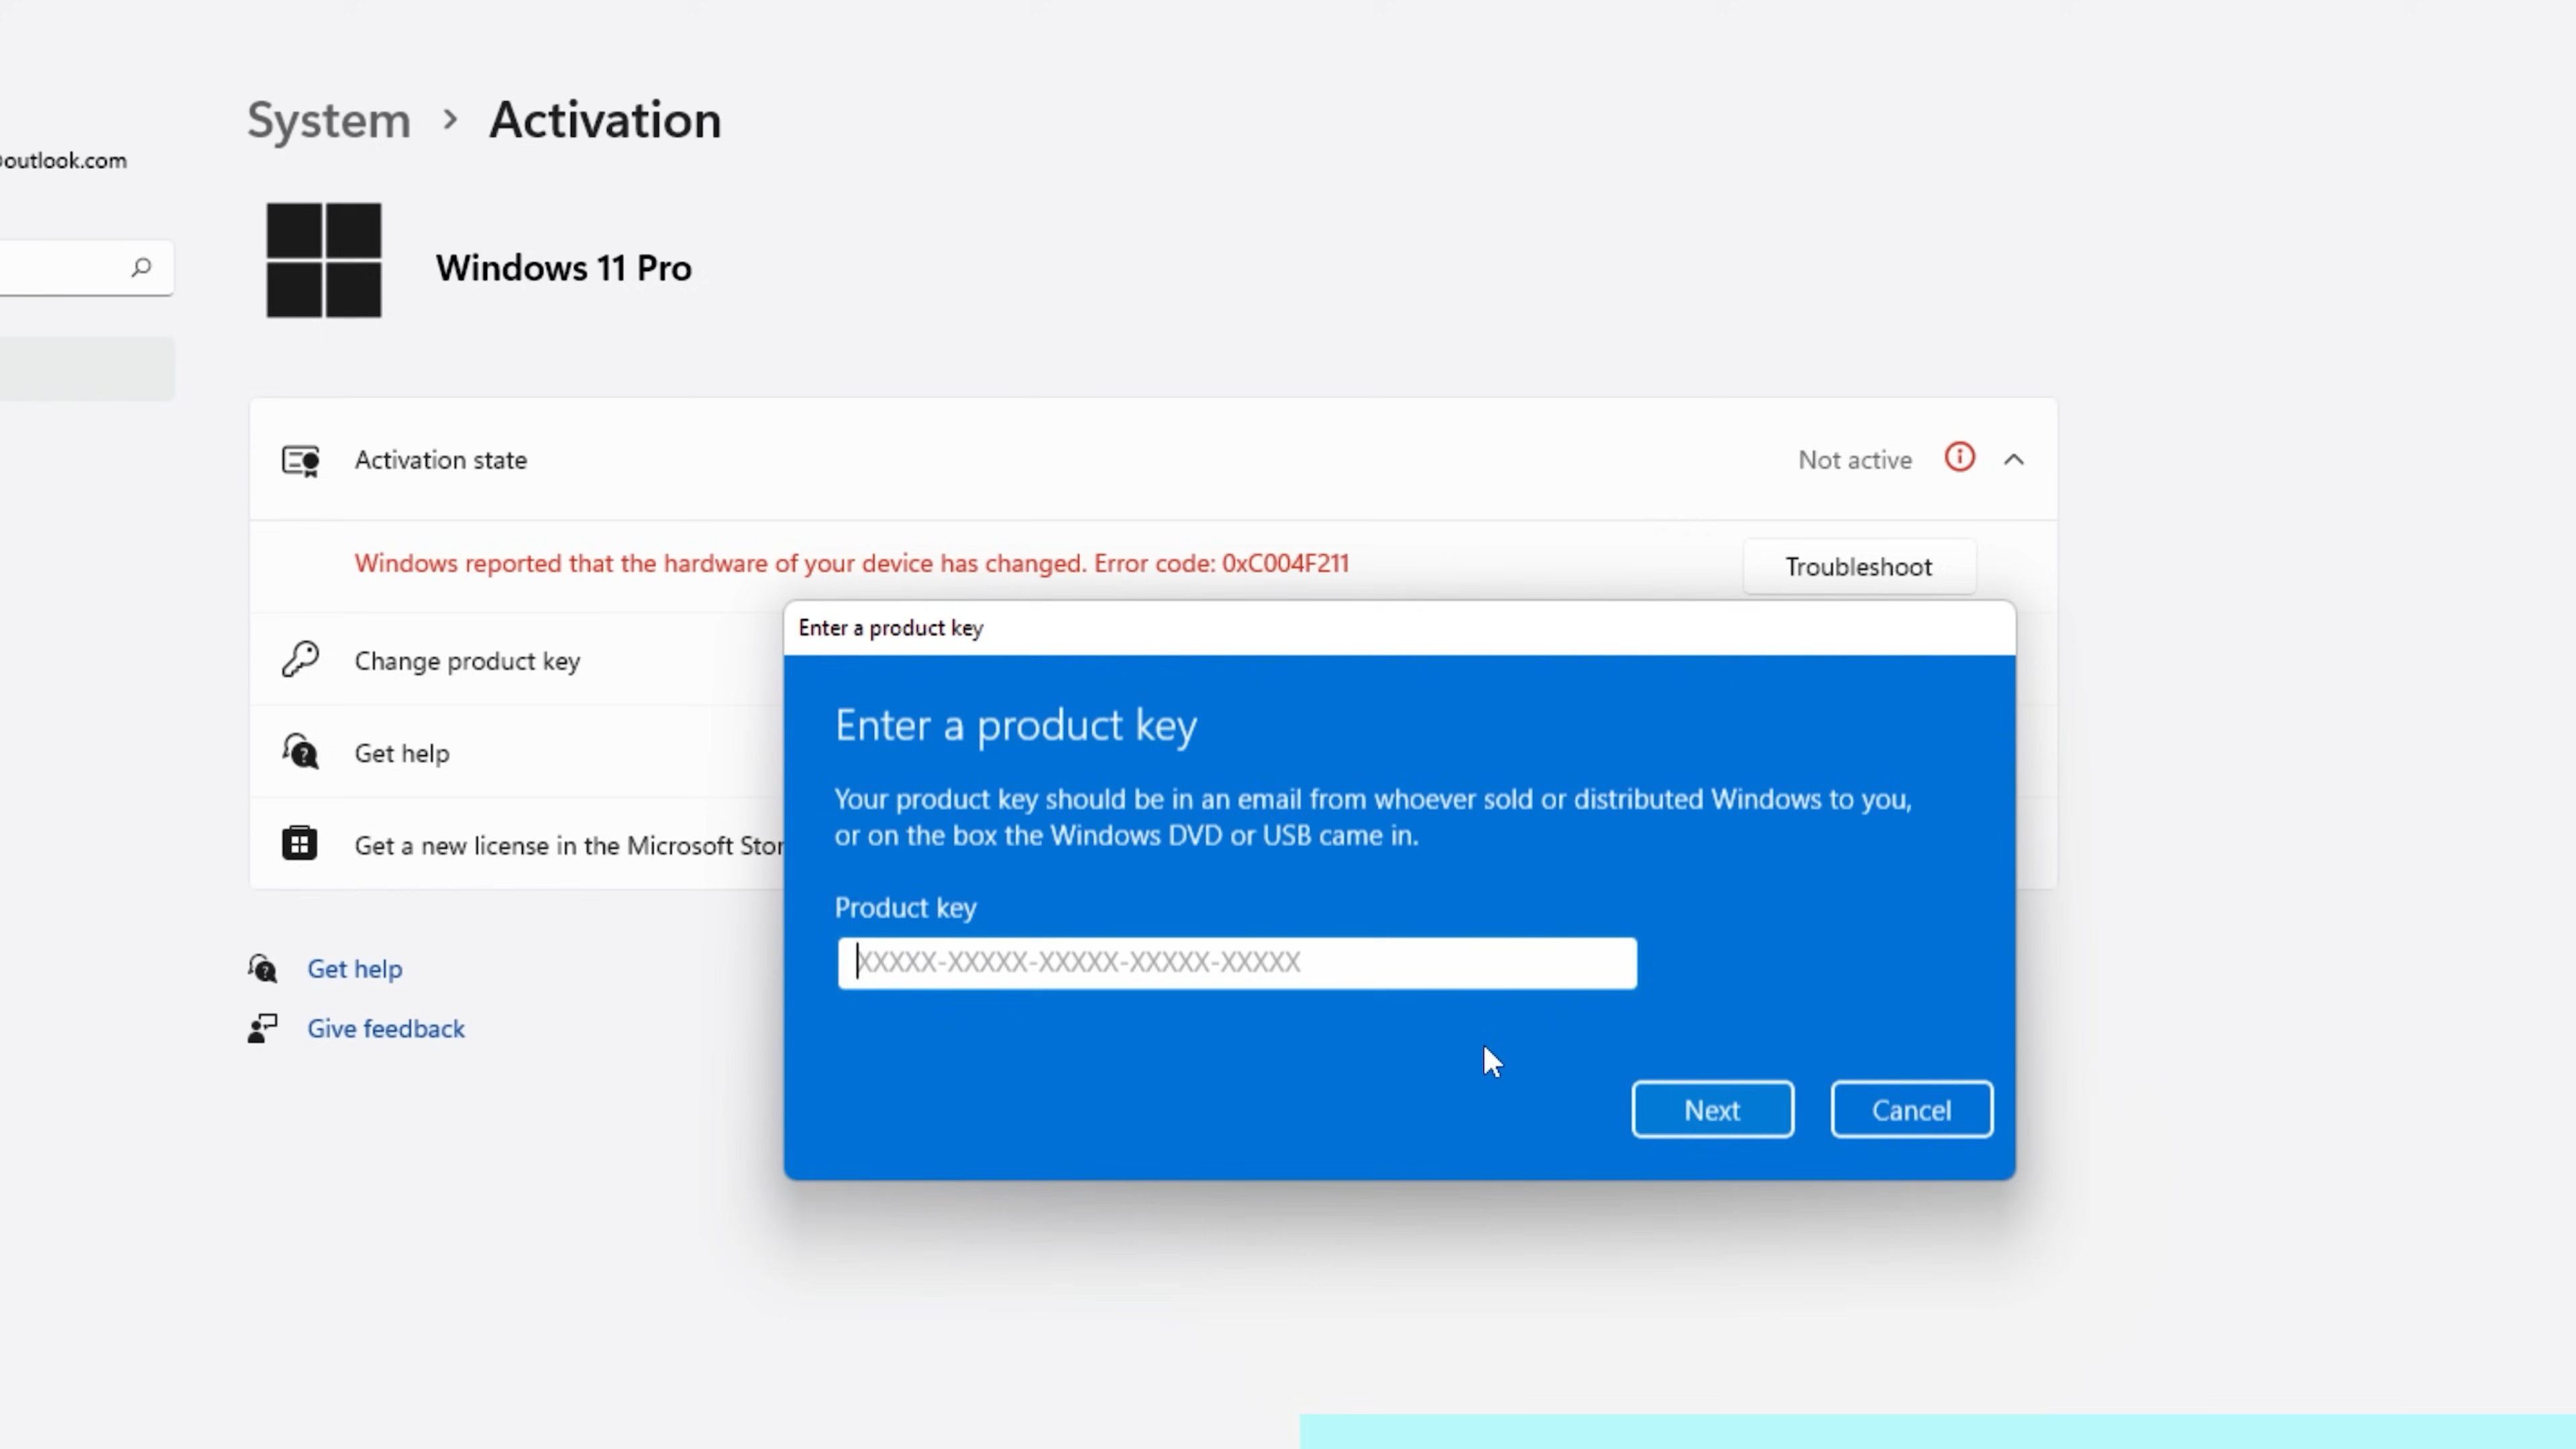 System > Activation
outlook.com
Windows 11 Pro
Activation state
Not active
Windows reported that the hardware of your device has changed. Error code: 0xC004F211
Troubleshoot
Change product key
Get help
Get a new license in the Microsoft
Get help
Give feedback
Enter a product key
Enter a product key
Your product key should be in an email from whoever sold or distributed Windows to you,
or on the box the Windows DVD or USB came in.
Product key
XXXXX-XXXXX-XXXXX-XXXXX-XXXXX
Next
Cancel